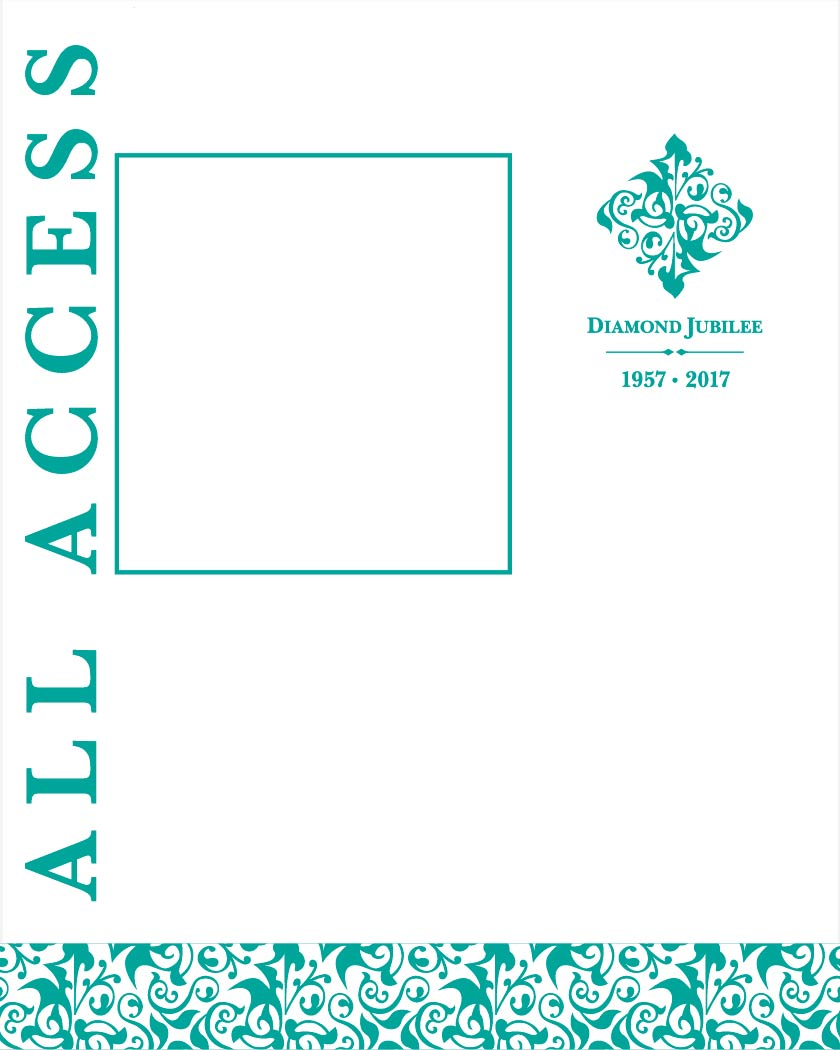 ALL ACCESS
DIAMOND JUBILEE
1957 • 2017